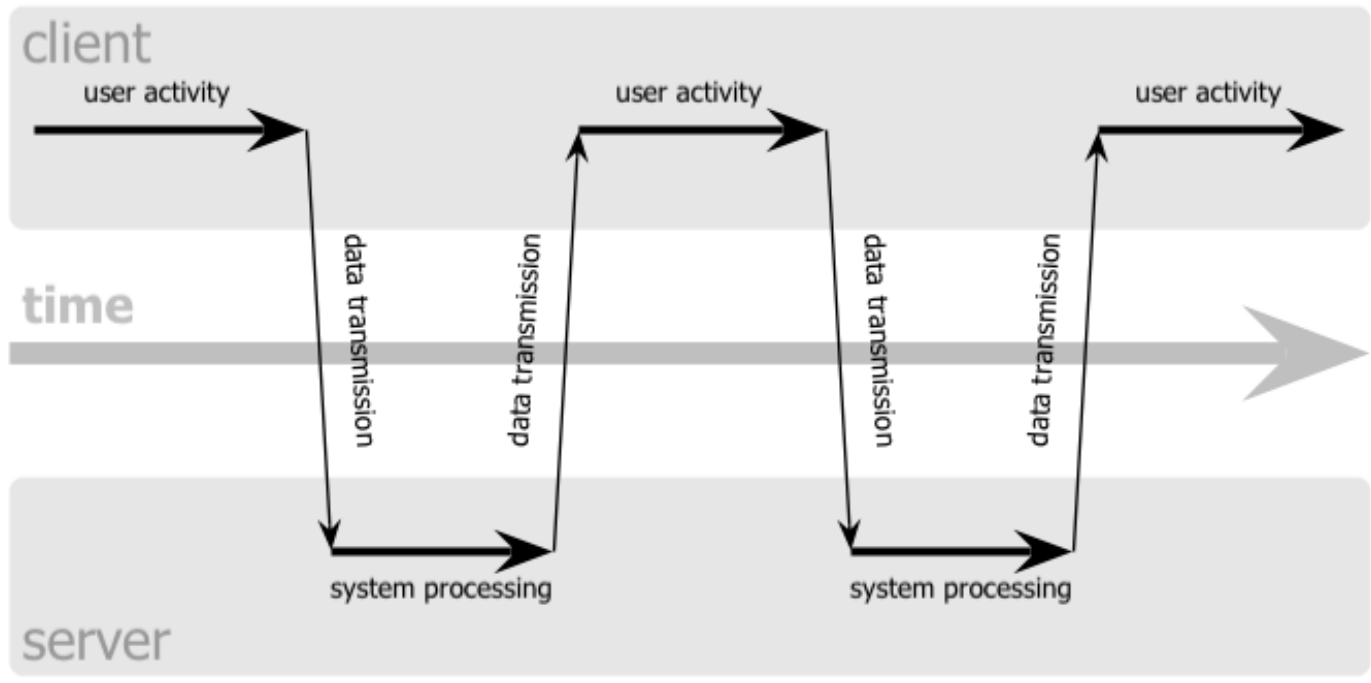 client
user activity
user activity
user activity
data transmission
data transmission
data transmission
data transmission
time
system processing
system processing
server